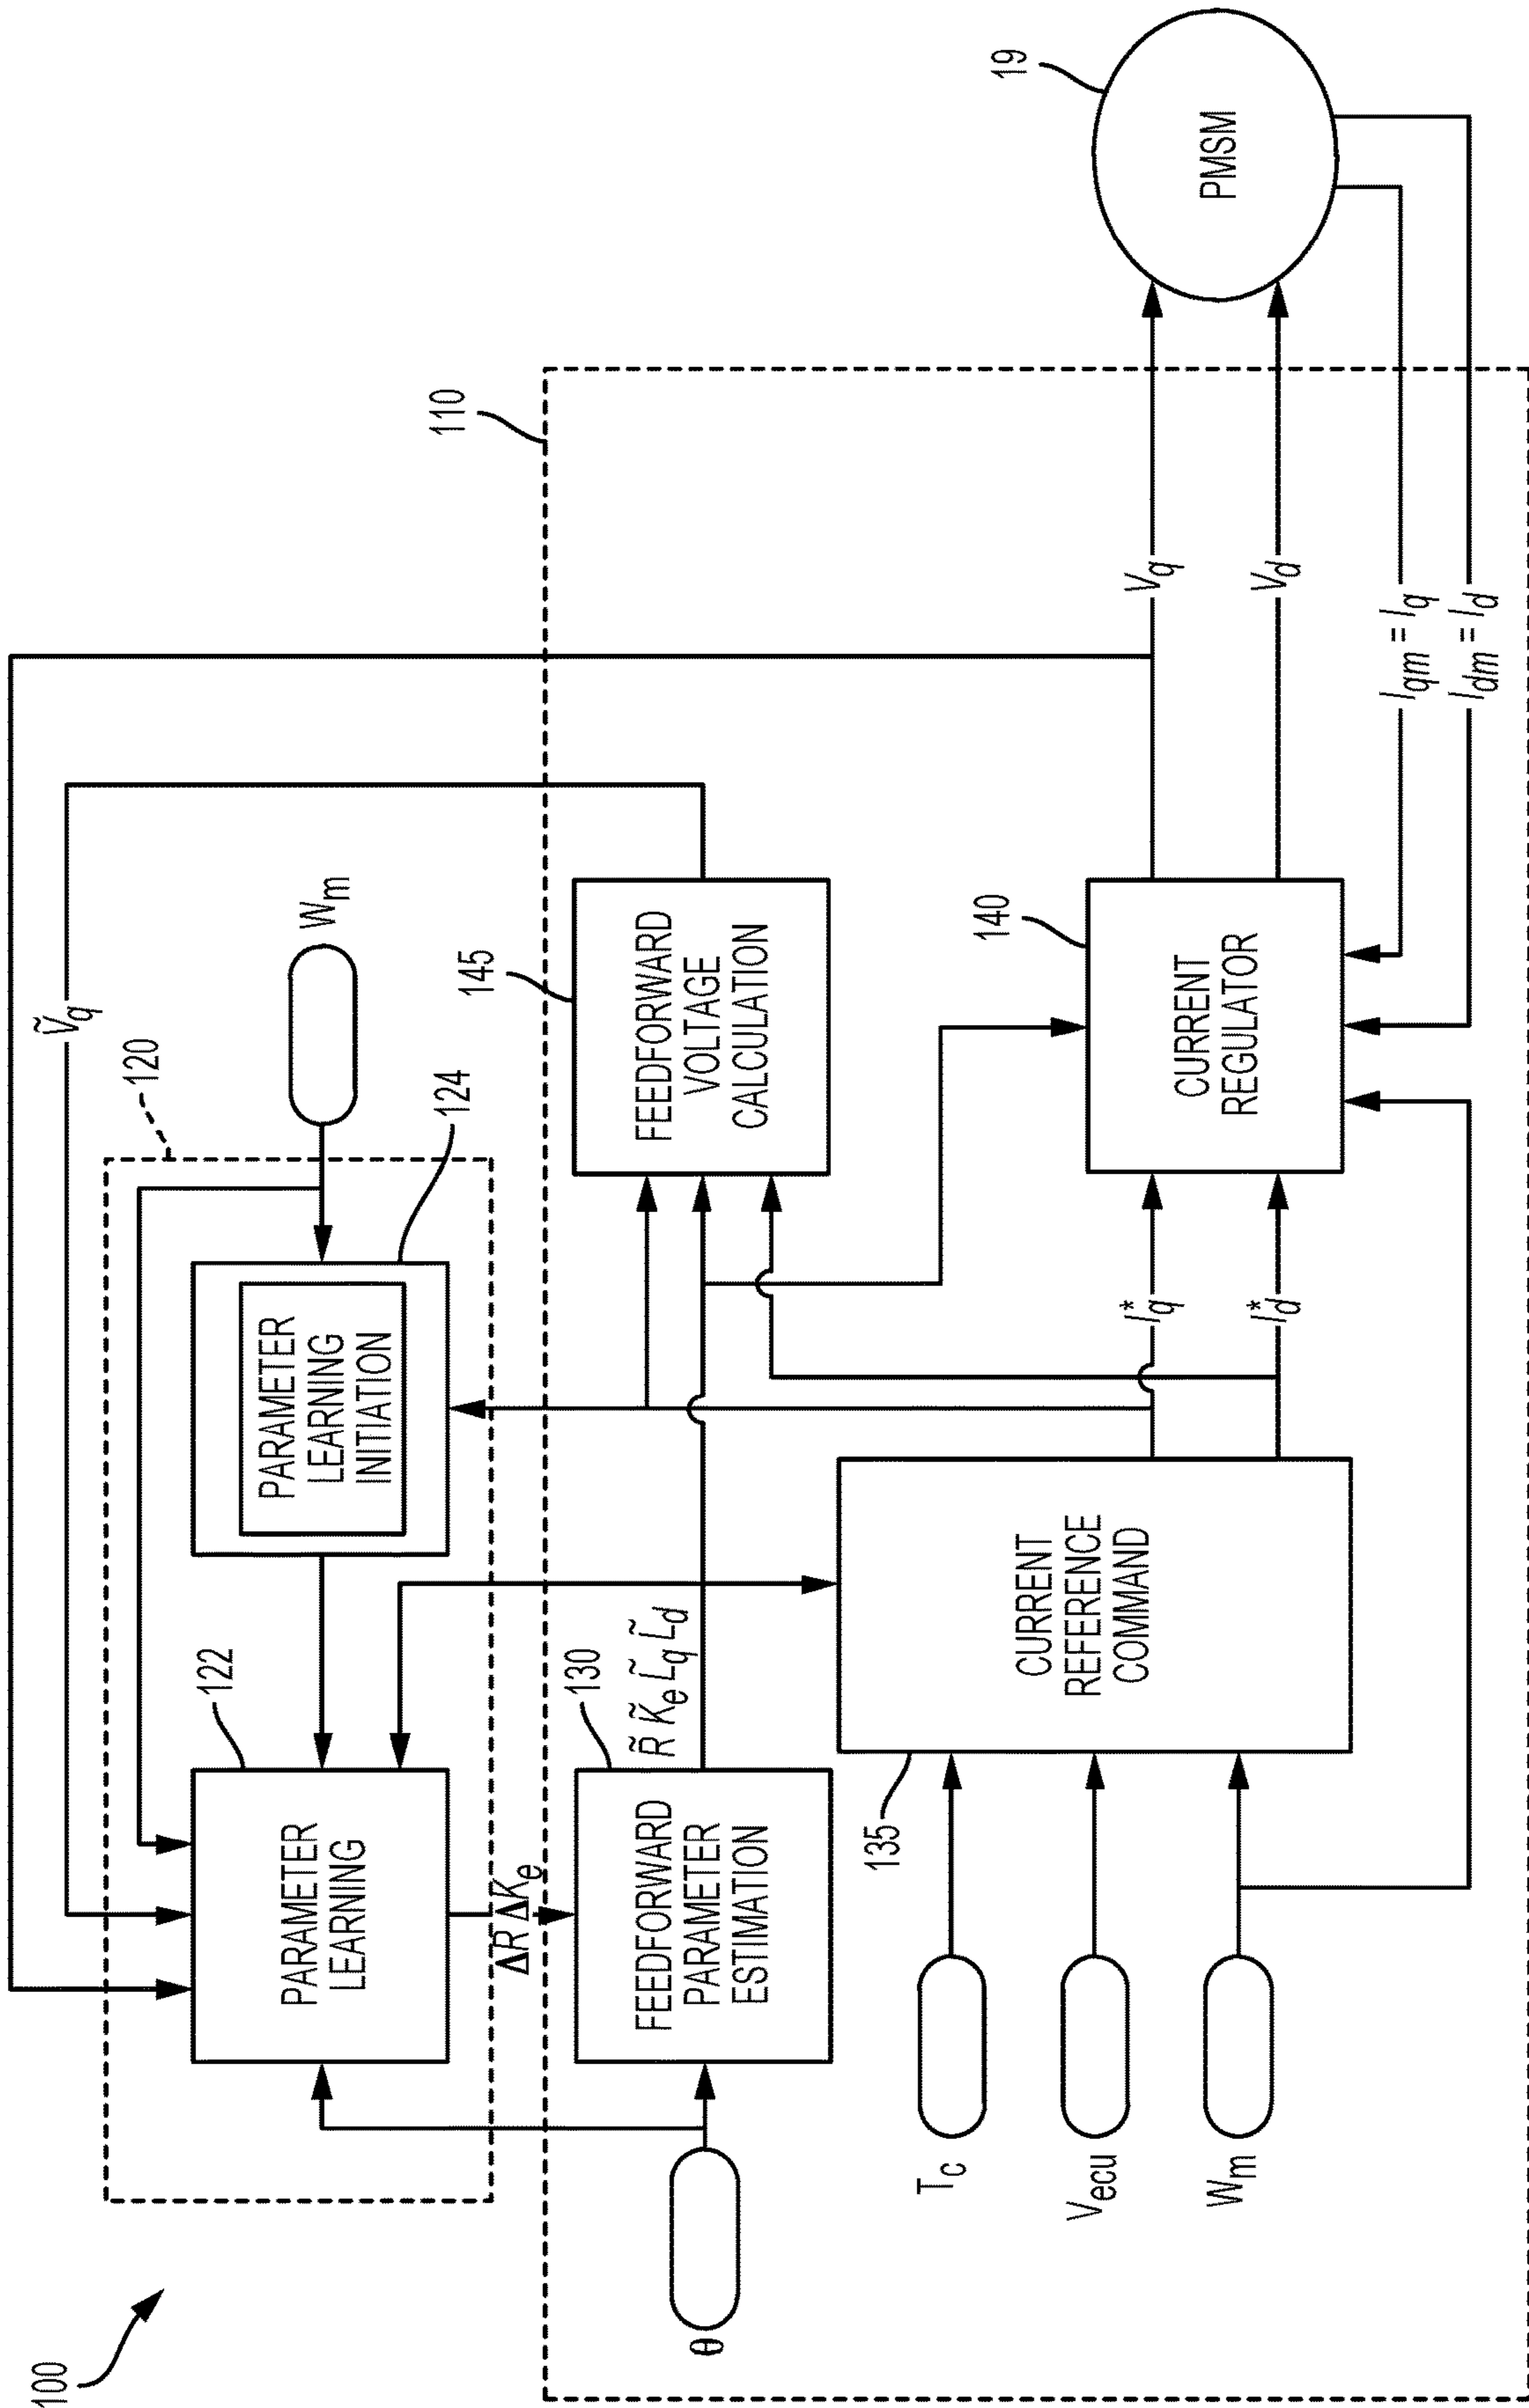 100
Ṽq
120
Wm
122
PARAMETER
LEARNING
PARAMETER
LEARNING
INITIATION
124
ΔR ΔKe
110
θ
130
FEEDFORWARD
PARAMETER
ESTIMATION
R̃ K̃e L̃q L̃d
145
FEEDFORWARD
VOLTAGE
CALCULATION
Tc
Vecu
Wm
135
CURRENT
REFERENCE
COMMAND
I*q
I*d
140
CURRENT
REGULATOR
Vq
Vd
Iqm = Iq
Idm = Id
19
PMSM